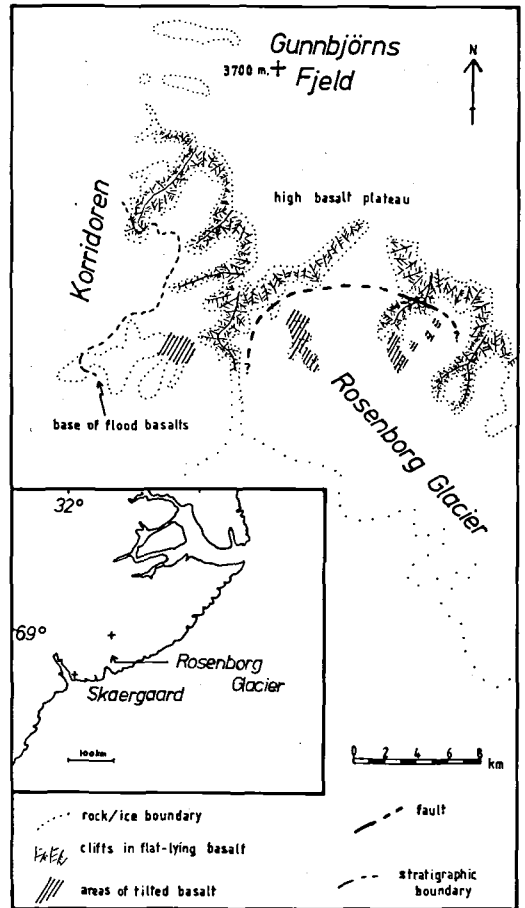 Gunnbjörns
3700 m.
Fjeld
N
high basalt plateau
Korridoren
?
?
base of flood basalts
Rosenborg Glacier
32°
69°
Rosenborg
Glacier
Skaergaard
100km
0 2 4 6 8
km
rock/ice boundary
fault
cliffs in flat-lying basalt
stratigraphic
boundary
areas of tilted basalt